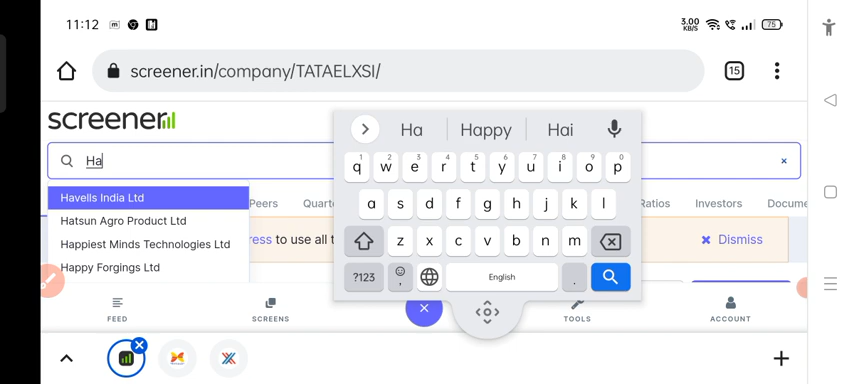 11:12 3.00 KB/S 75
screener.in/company/TATAELXSI/ 15
screener
Ha
Havells India Ltd
Hatsun Agro Product Ltd
Happiest Minds Technologies Ltd
Happy Forgings Ltd
Peers Quarte Ratios Investors Docume
ress to use all t Dismiss
Ha Happy Hai
1 2 3 4 5 6 7 8 9 0
q w e r t y u i o p
a s d f g h j k l
z x c v b n m
?123 , English .
FEED SCREENS TOOLS ACCOUNT